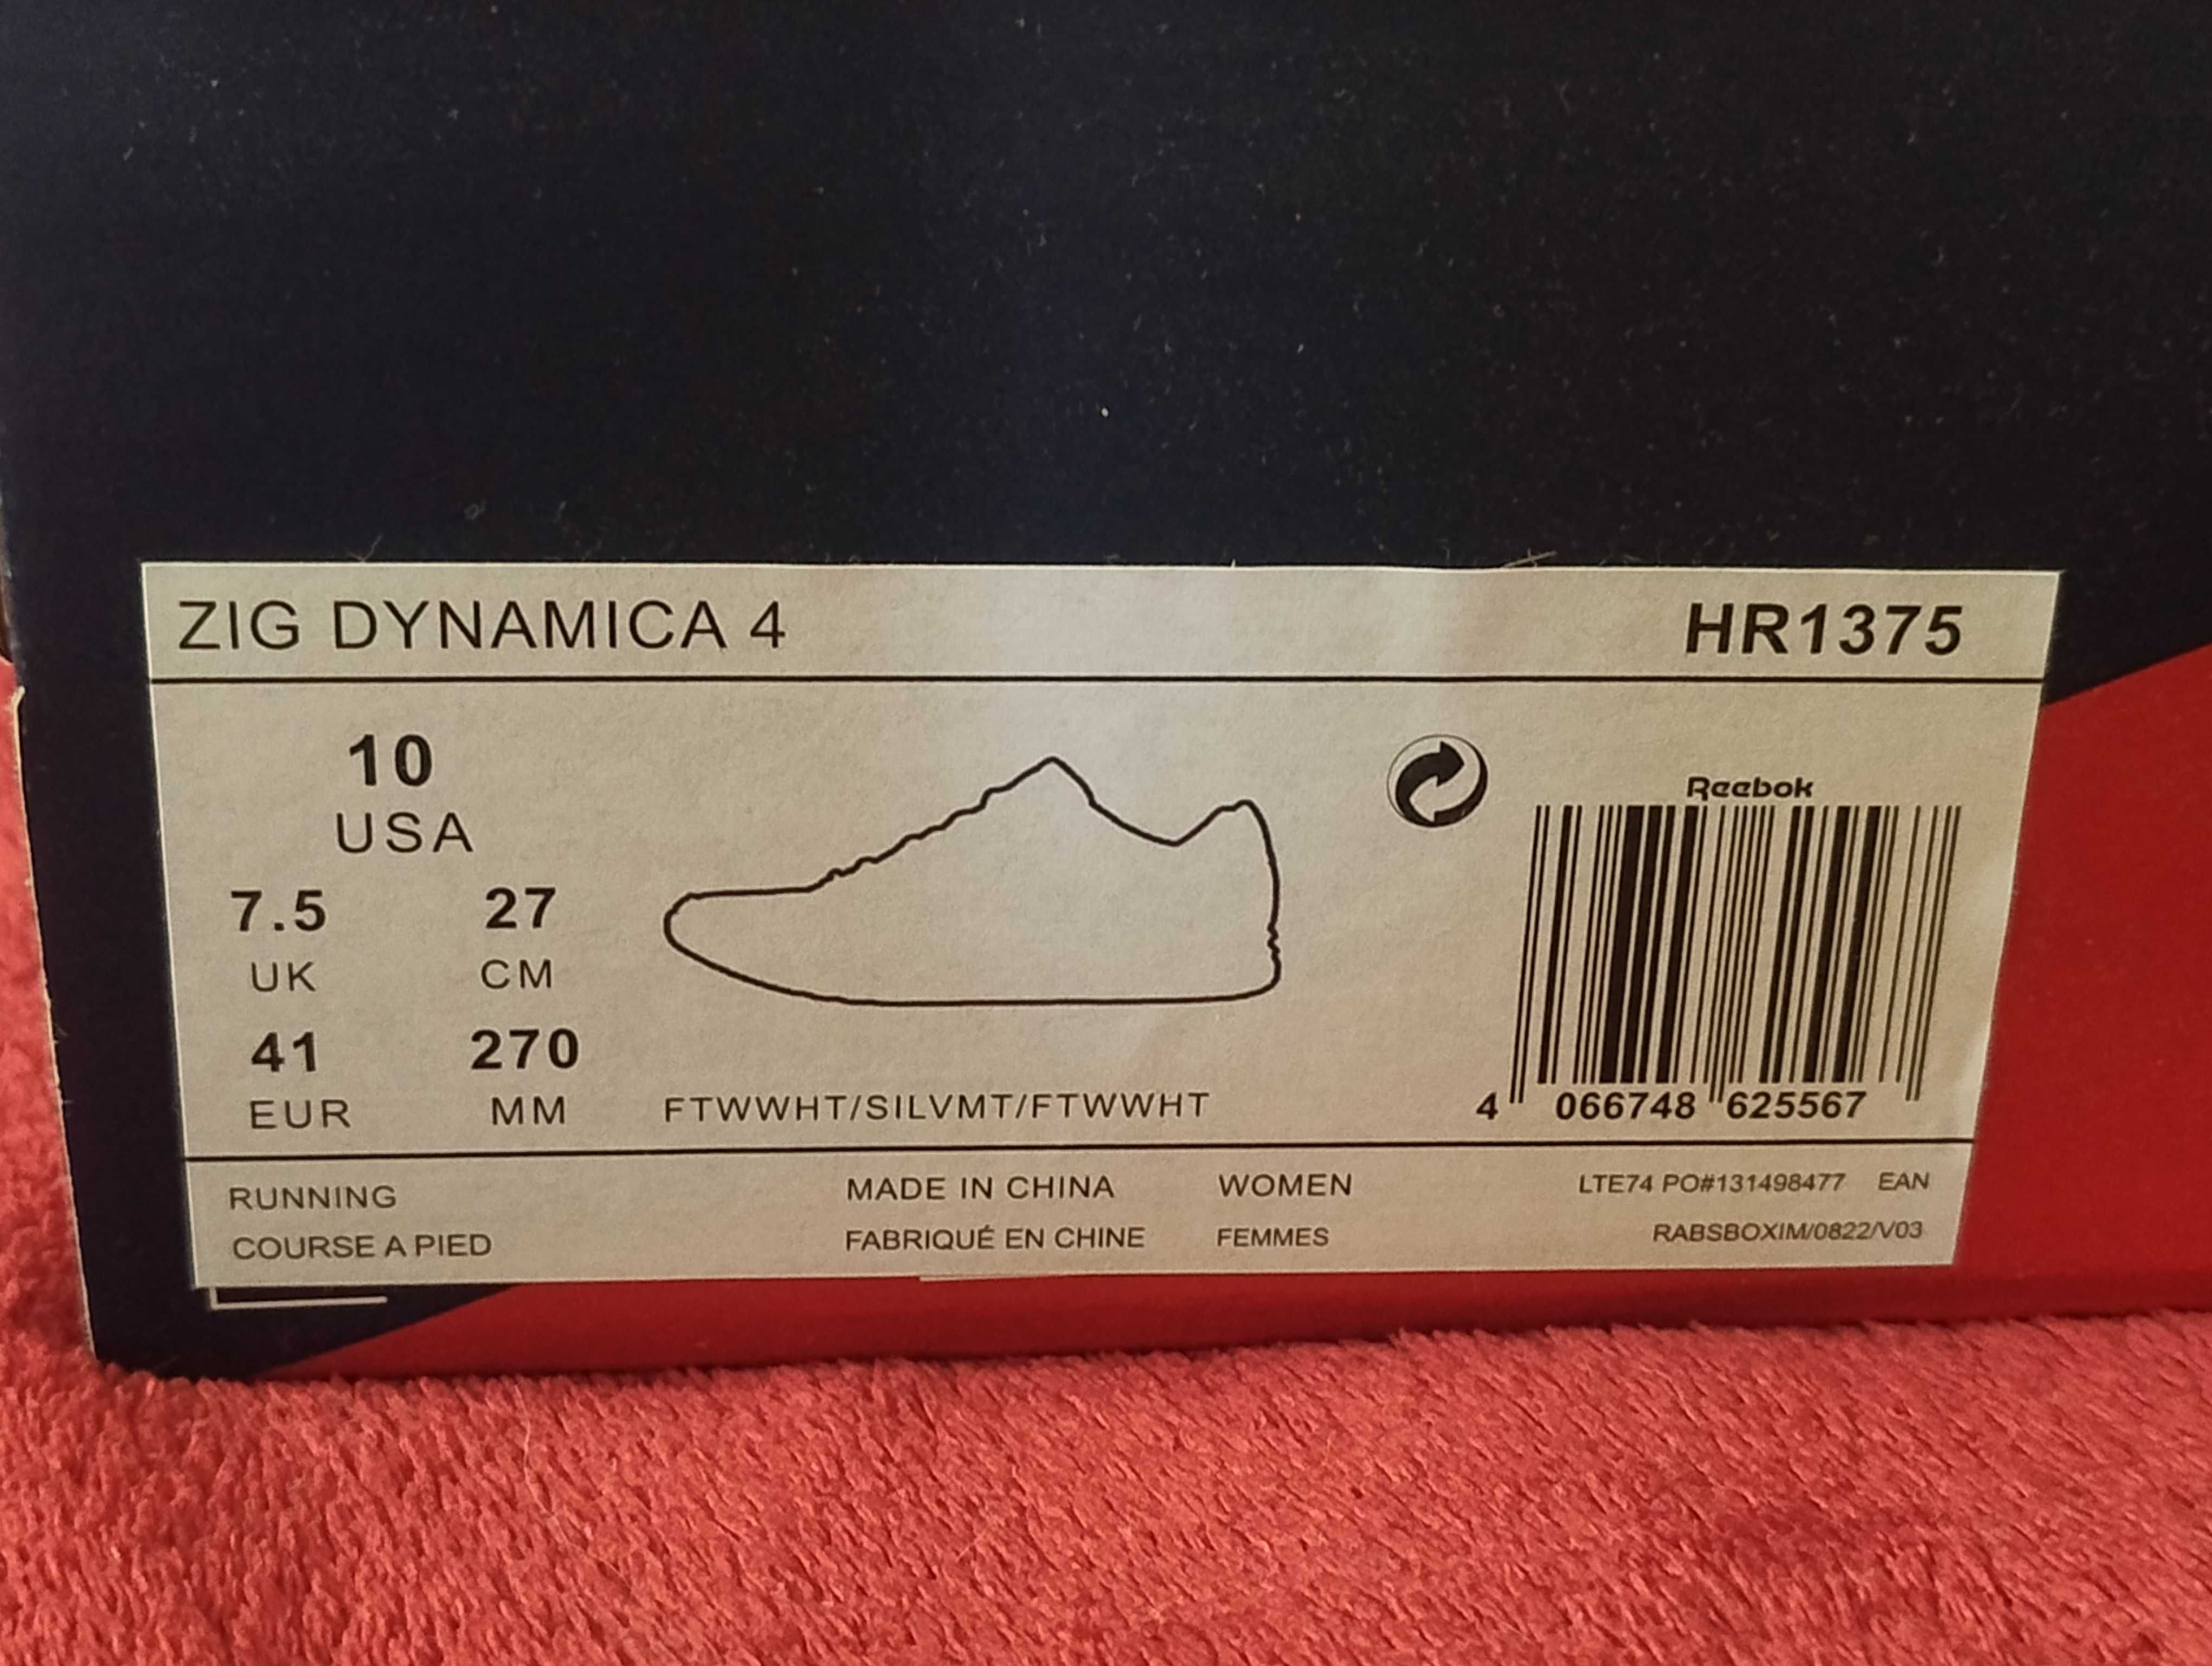 ZIG DYNAMICA 4 HR1375
10
USA
7.5 27
UK CM
41 270
EUR MM
FTWWHT/SILVMT/FTWWHT
Reebok
4 066748 625567
RUNNING MADE IN CHINA WOMEN LTE74 PO#131498477 EAN
COURSE A PIED FABRIQUÉ EN CHINE FEMMES RABSBOXIM/0822/V03